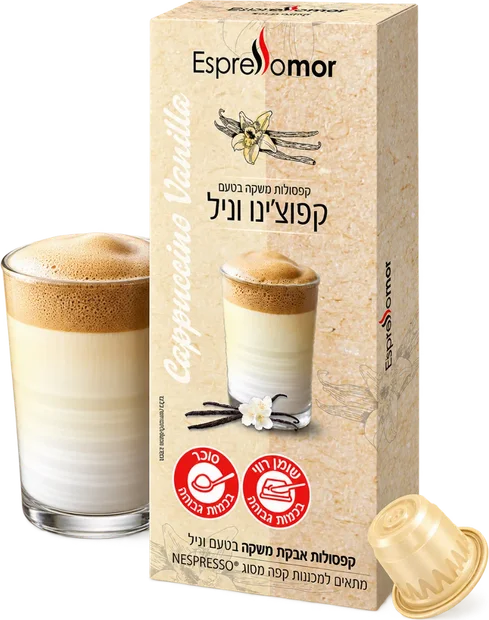 Espressomor
קפסולות משקה בטעם
קפוצ'ינו וניל
Cappuccino Vanilla
Espressomor
סוכר
בכמות גבוהה
שומן רווי
בכמות גבוהה
קפסולות אבקת משקה בטעם וניל
מתאים למכונות קפה מסוג NESPRESSO®